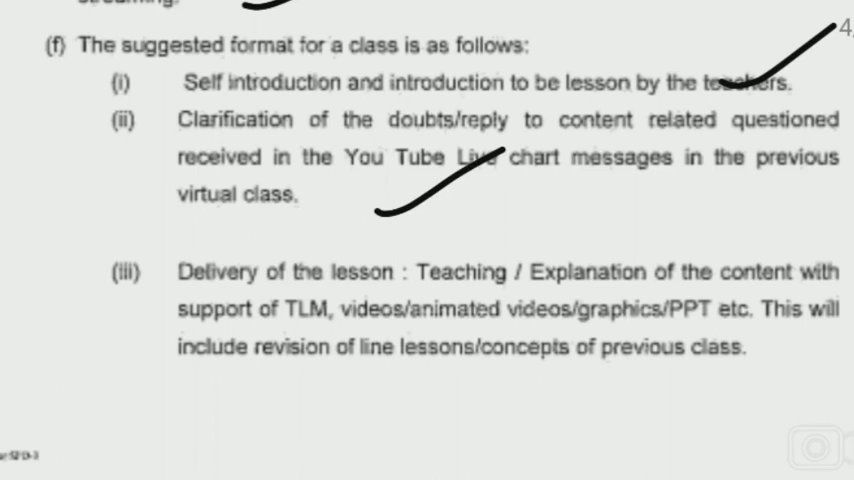 streaming.
(f) The suggested format for a class is as follows:
(i) Self introduction and introduction to be lesson by the teachers.
(ii) Clarification of the doubts/reply to content related questioned
received in the You Tube Live chart messages in the previous
virtual class.
(iii) Delivery of the lesson : Teaching / Explanation of the content with
support of TLM, videos/animated videos/graphics/PPT etc. This will
include revision of line lessons/concepts of previous class.